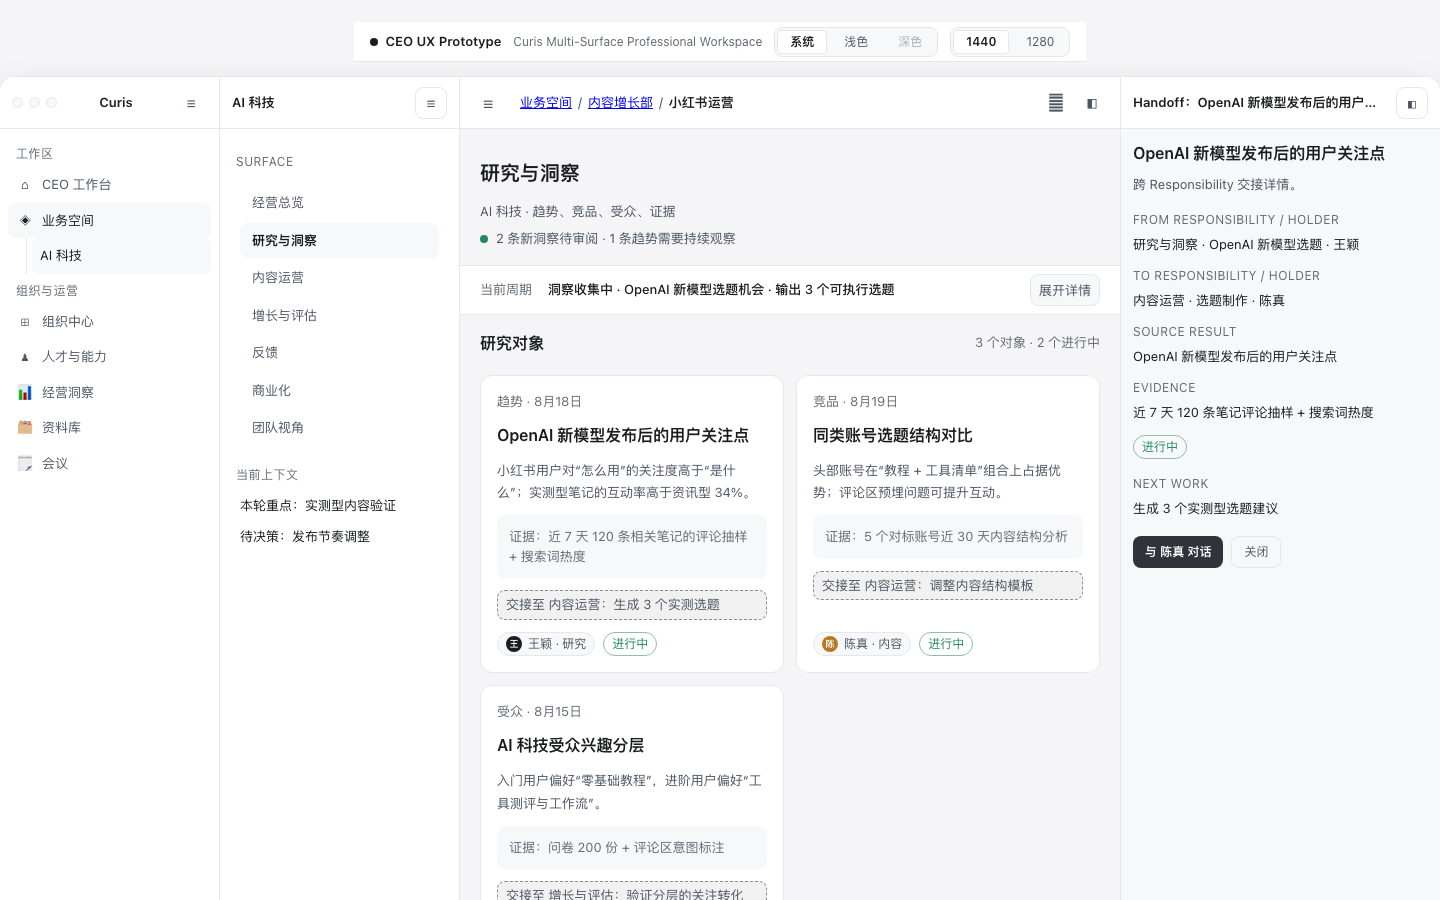 CEO UX Prototype Curis Multi-Surface Professional Workspace 系统 浅色 深色 1440 1280
Curis
工作区
CEO 工作台
业务空间
AI 科技
组织与运营
组织中心
人才与能力
经营洞察
资料库
会议
AI 科技
SURFACE
经营总览
研究与洞察
内容运营
增长与评估
反馈
商业化
团队视角
当前上下文
本轮重点：实测型内容验证
待决策：发布节奏调整
业务空间 / 内容增长部 / 小红书运营
研究与洞察
AI 科技 · 趋势、竞品、受众、证据
2 条新洞察待审阅 · 1 条趋势需要持续观察
当前周期 洞察收集中 · OpenAI 新模型选题机会 · 输出 3 个可执行选题 展开详情
研究对象 3 个对象 · 2 个进行中
趋势 · 8月18日
OpenAI 新模型发布后的用户关注点
小红书用户对“怎么用”的关注度高于“是什
么”；实测型笔记的互动率高于资讯型 34%。
证据：近 7 天 120 条相关笔记的评论抽样
+ 搜索词热度
交接至 内容运营：生成 3 个实测选题
王 王颖 · 研究 进行中
竞品 · 8月19日
同类账号选题结构对比
头部账号在“教程 + 工具清单”组合上占据优
势；评论区预埋问题可提升互动。
证据：5 个对标账号近 30 天内容结构分析
交接至 内容运营：调整内容结构模板
陈 陈真 · 内容 进行中
受众 · 8月15日
AI 科技受众兴趣分层
入门用户偏好“零基础教程”，进阶用户偏好“工
具测评与工作流”。
证据：问卷 200 份 + 评论区意图标注
交接至 增长与评估：验证分层的关注转化
Handoff：OpenAI 新模型发布后的用户...
OpenAI 新模型发布后的用户关注点
跨 Responsibility 交接详情。
FROM RESPONSIBILITY / HOLDER
研究与洞察 · OpenAI 新模型选题 · 王颖
TO RESPONSIBILITY / HOLDER
内容运营 · 选题制作 · 陈真
SOURCE RESULT
OpenAI 新模型发布后的用户关注点
EVIDENCE
近 7 天 120 条笔记评论抽样 + 搜索词热度
进行中
NEXT WORK
生成 3 个实测型选题建议
与 陈真 对话 关闭